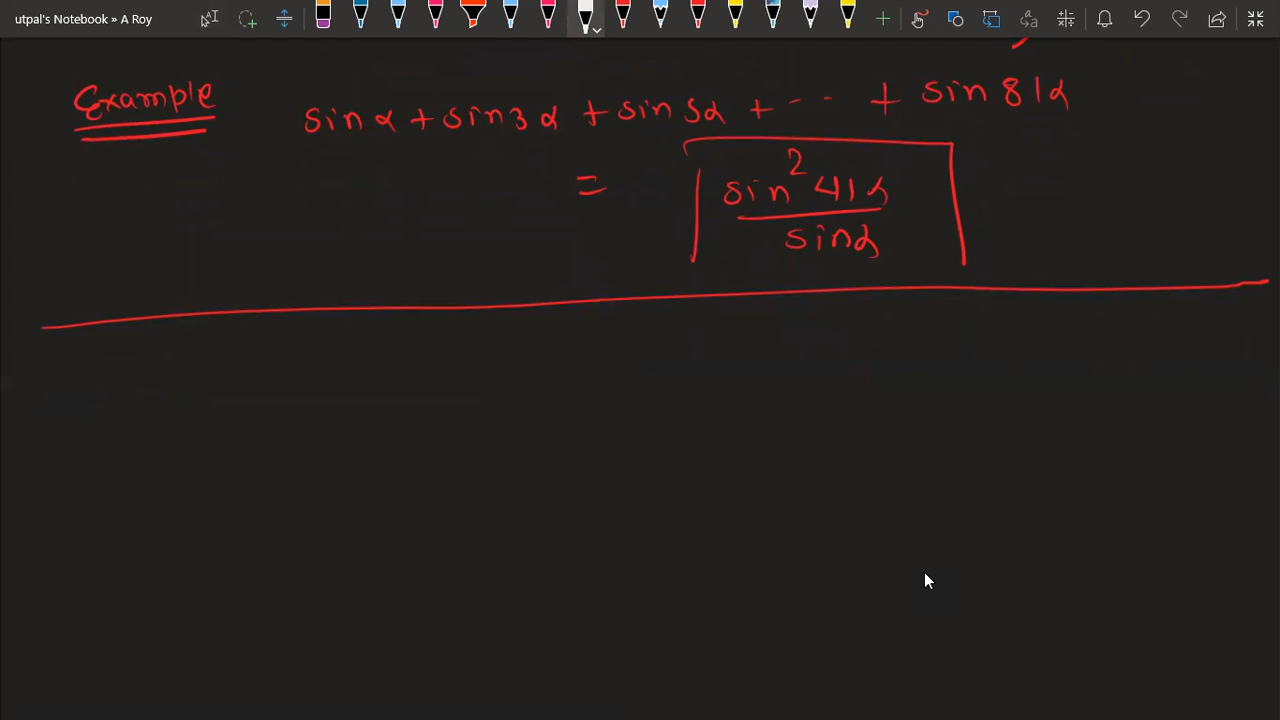 utpal's Notebook » A Roy
Example
sin α + sin 3α + sin 5α + ---- + sin 81α
= sin² 41α
sin α